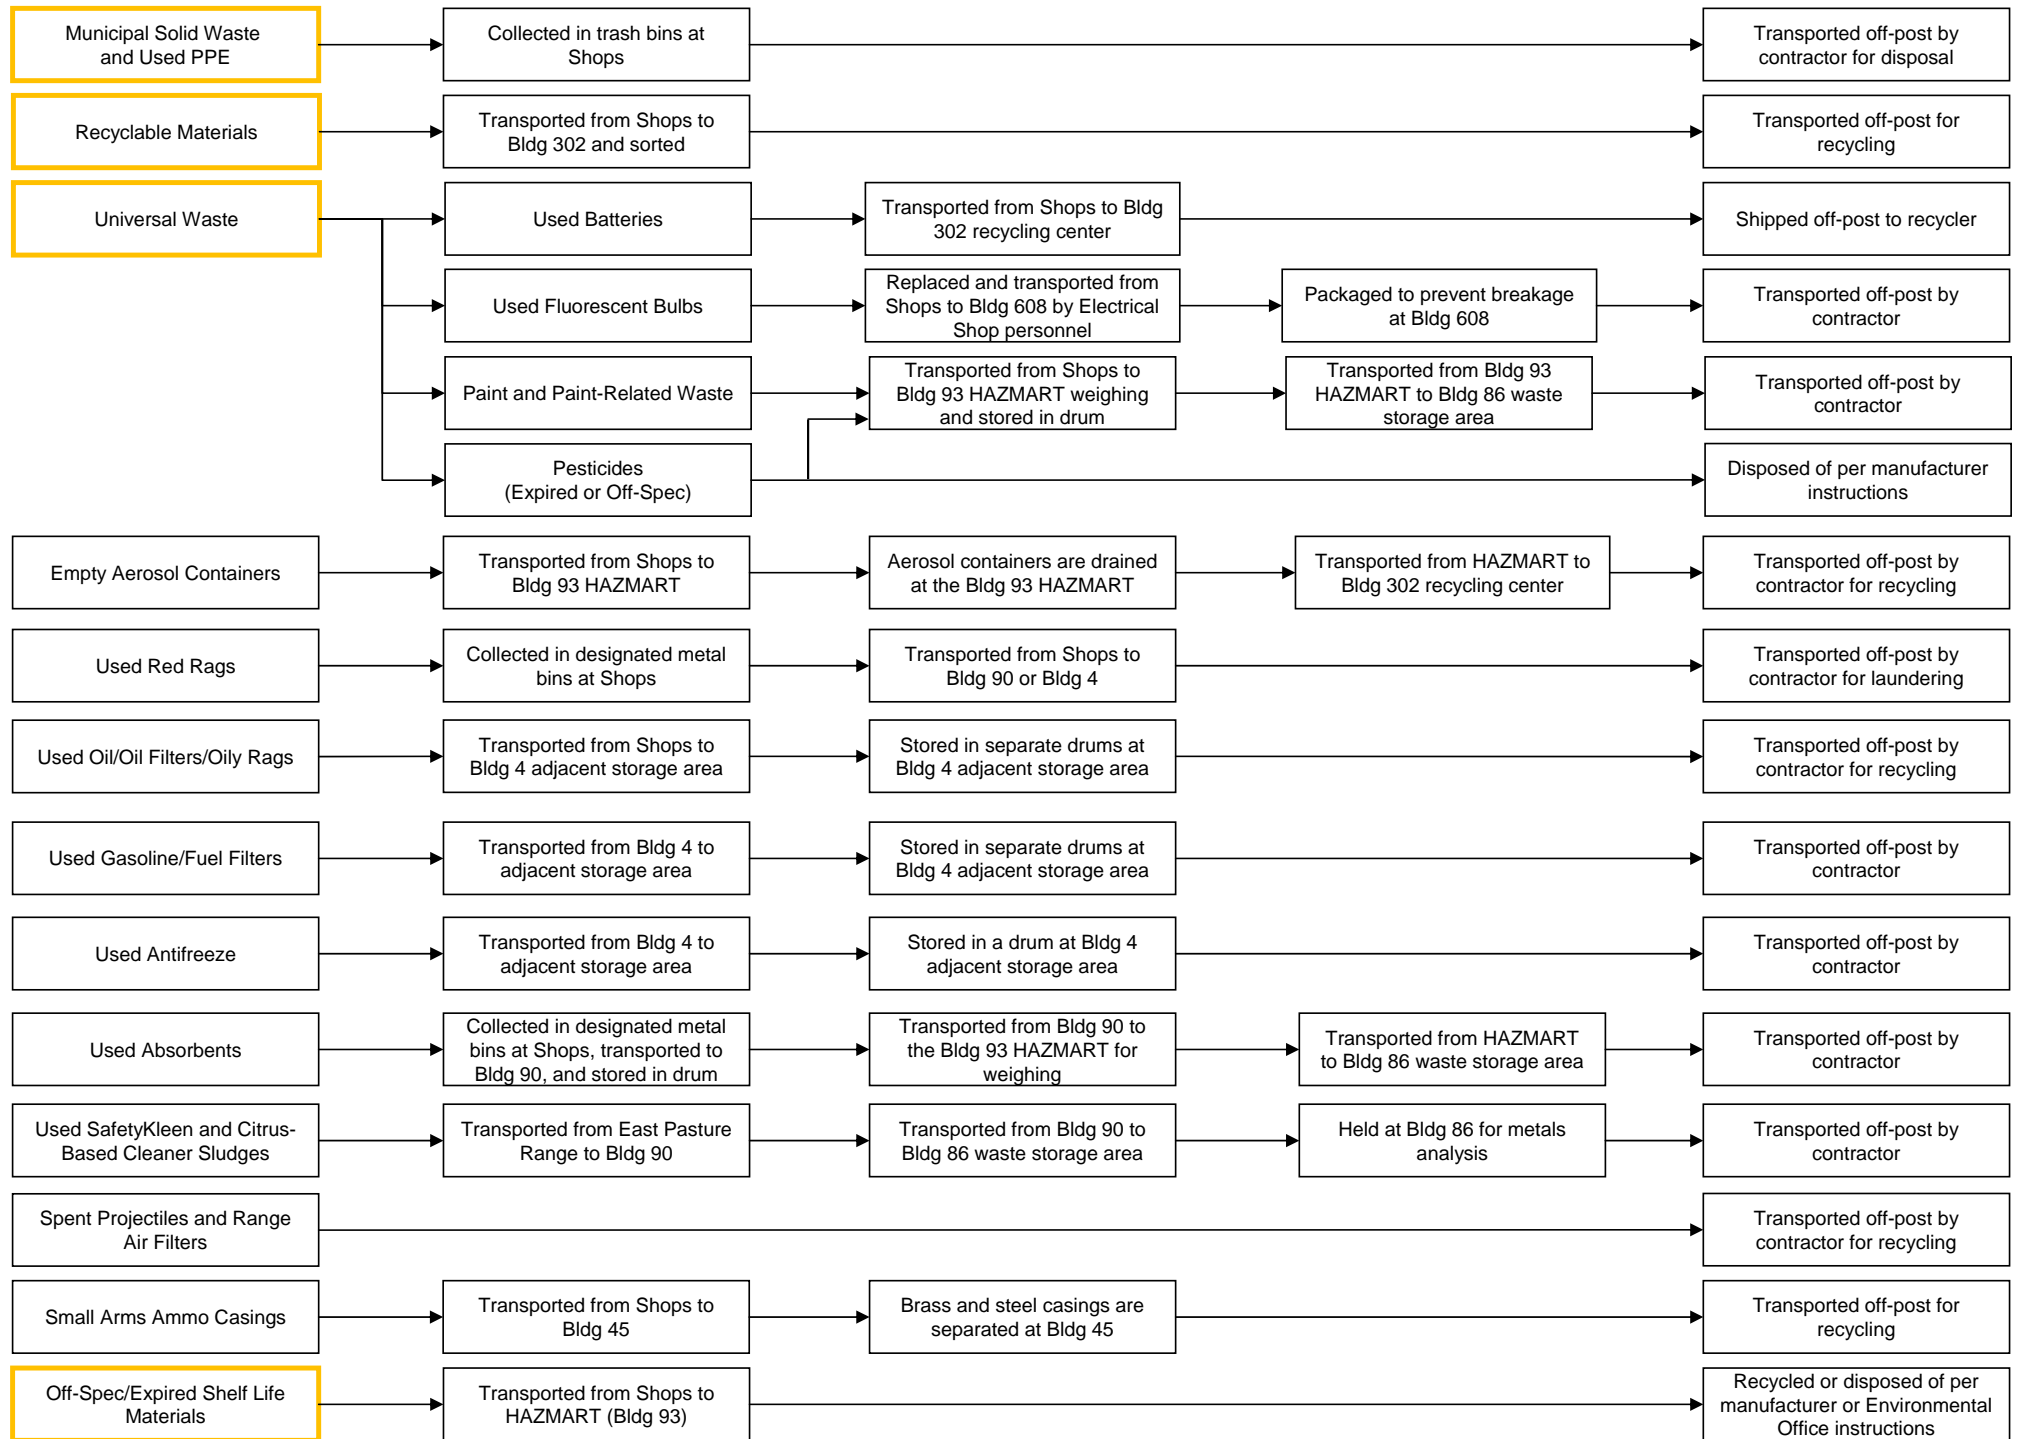 Municipal Solid Waste
and Used PPE
Collected in trash bins at
Shops
Transported off-post by
contractor for disposal
Recyclable Materials
Transported from Shops to
Bldg 302 and sorted
Transported off-post for
recycling
Universal Waste
Used Batteries
Transported from Shops to Bldg
302 recycling center
Shipped off-post to recycler
Used Fluorescent Bulbs
Replaced and transported from
Shops to Bldg 608 by Electrical
Shop personnel
Packaged to prevent breakage
at Bldg 608
Transported off-post by
contractor
Paint and Paint-Related Waste
Transported from Shops to
Bldg 93 HAZMART weighing
and stored in drum
Transported from Bldg 93
HAZMART to Bldg 86 waste
storage area
Transported off-post by
contractor
Pesticides
(Expired or Off-Spec)
Disposed of per manufacturer
instructions
Empty Aerosol Containers
Transported from Shops to
Bldg 93 HAZMART
Aerosol containers are drained
at the Bldg 93 HAZMART
Transported from HAZMART to
Bldg 302 recycling center
Transported off-post by
contractor for recycling
Used Red Rags
Collected in designated metal
bins at Shops
Transported from Shops to
Bldg 90 or Bldg 4
Transported off-post by
contractor for laundering
Used Oil/Oil Filters/Oily Rags
Transported from Shops to
Bldg 4 adjacent storage area
Stored in separate drums at
Bldg 4 adjacent storage area
Transported off-post by
contractor for recycling
Used Gasoline/Fuel Filters
Transported from Bldg 4 to
adjacent storage area
Stored in separate drums at
Bldg 4 adjacent storage area
Transported off-post by
contractor
Used Antifreeze
Transported from Bldg 4 to
adjacent storage area
Stored in a drum at Bldg 4
adjacent storage area
Transported off-post by
contractor
Used Absorbents
Collected in designated metal
bins at Shops, transported to
Bldg 90, and stored in drum
Transported from Bldg 90 to
the Bldg 93 HAZMART for
weighing
Transported from HAZMART
to Bldg 86 waste storage area
Transported off-post by
contractor
Used SafetyKleen and Citrus-
Based Cleaner Sludges
Transported from East Pasture
Range to Bldg 90
Transported from Bldg 90 to
Bldg 86 waste storage area
Held at Bldg 86 for metals
analysis
Transported off-post by
contractor
Spent Projectiles and Range
Air Filters
Transported off-post by
contractor for recycling
Small Arms Ammo Casings
Transported from Shops to
Bldg 45
Brass and steel casings are
separated at Bldg 45
Transported off-post for
recycling
Off-Spec/Expired Shelf Life
Materials
Transported from Shops to
HAZMART (Bldg 93)
Recycled or disposed of per
manufacturer or Environmental
Office instructions